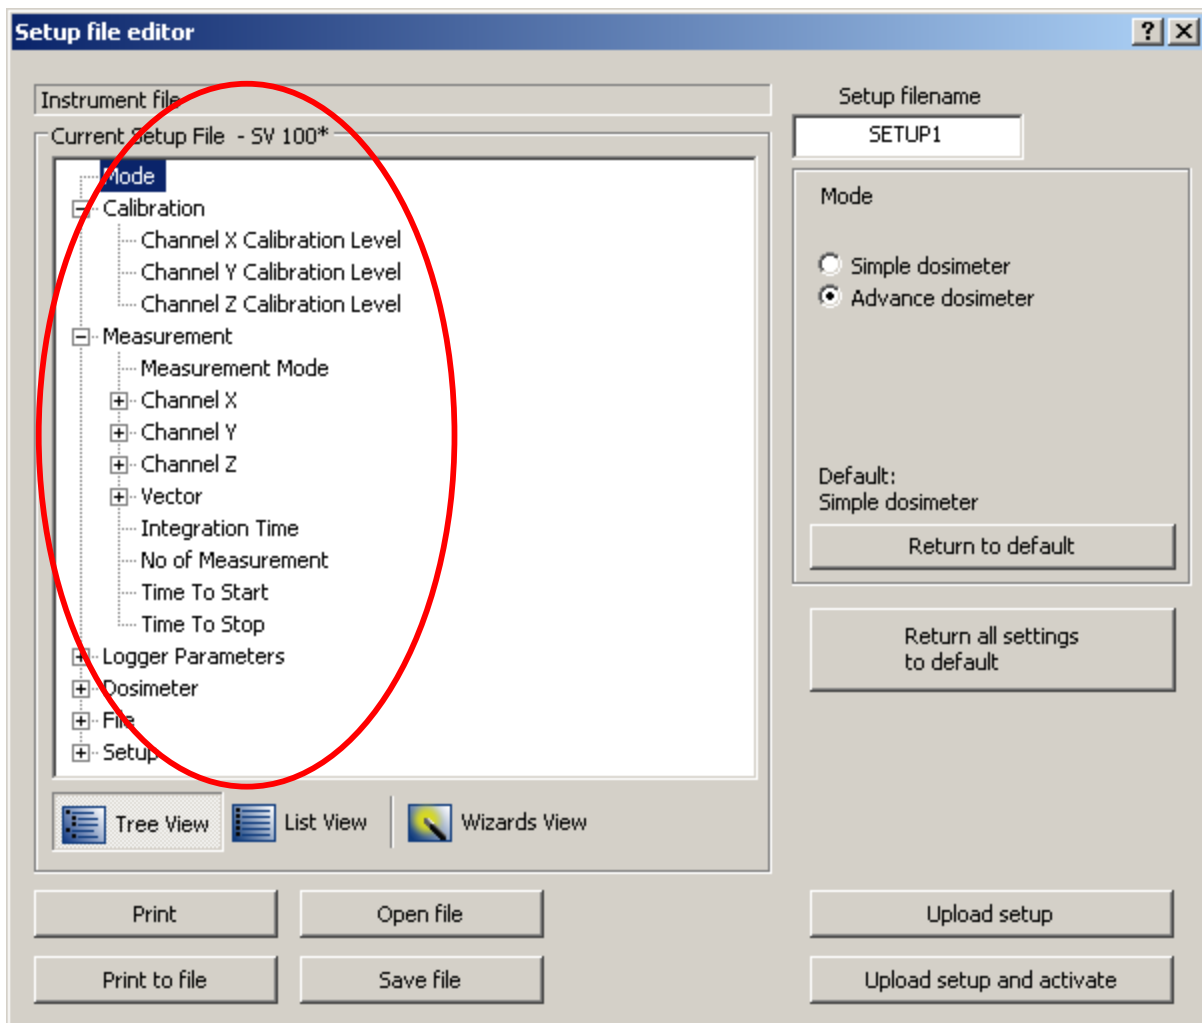 Setup file editor
Instrument file
Setup filename
Current Setup File - SV 100*
SETUP1
Mode
Calibration
Channel X Calibration Level
Channel Y Calibration Level
Channel Z Calibration Level
Measurement
Measurement Mode
Channel X
Channel Y
Channel Z
Vector
Integration Time
No of Measurement
Time To Start
Time To Stop
Logger Parameters
Dosimeter
File
Setup
Mode
Simple dosimeter
Advance dosimeter
Default:
Simple dosimeter
Return to default
Return all settings
to default
Tree View
List View
Wizards View
Print
Open file
Upload setup
Print to file
Save file
Upload setup and activate